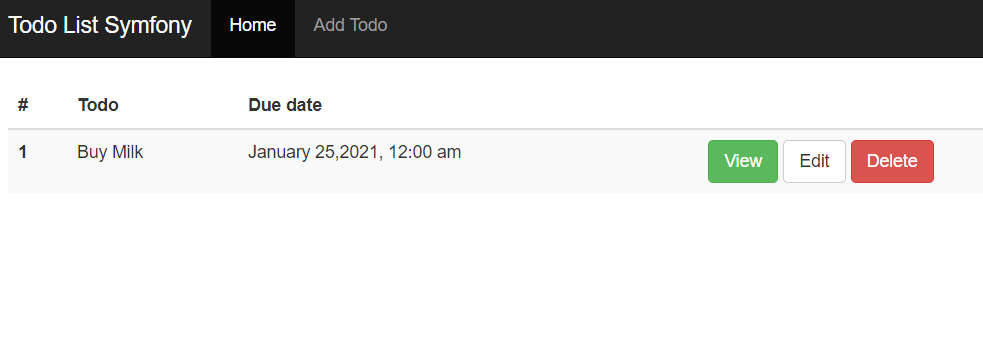 Todo List Symfony Home Add Todo
# Todo Due date
1 Buy Milk January 25,2021, 12:00 am View Edit Delete